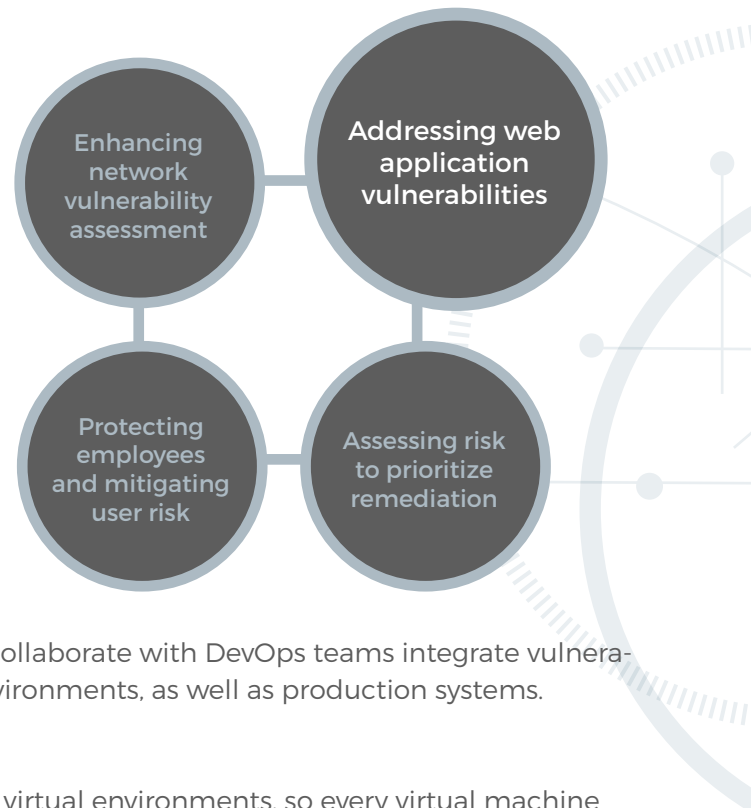 Enhancing
network
vulnerability
assessment
Addressing web
application
vulnerabilities
Protecting
employees
and mitigating
user risk
Assessing risk
to prioritize
remediation
ollaborate with DevOps teams integrate vulnera-
vironments, as well as production systems.
virtual environments, so every virtual machine